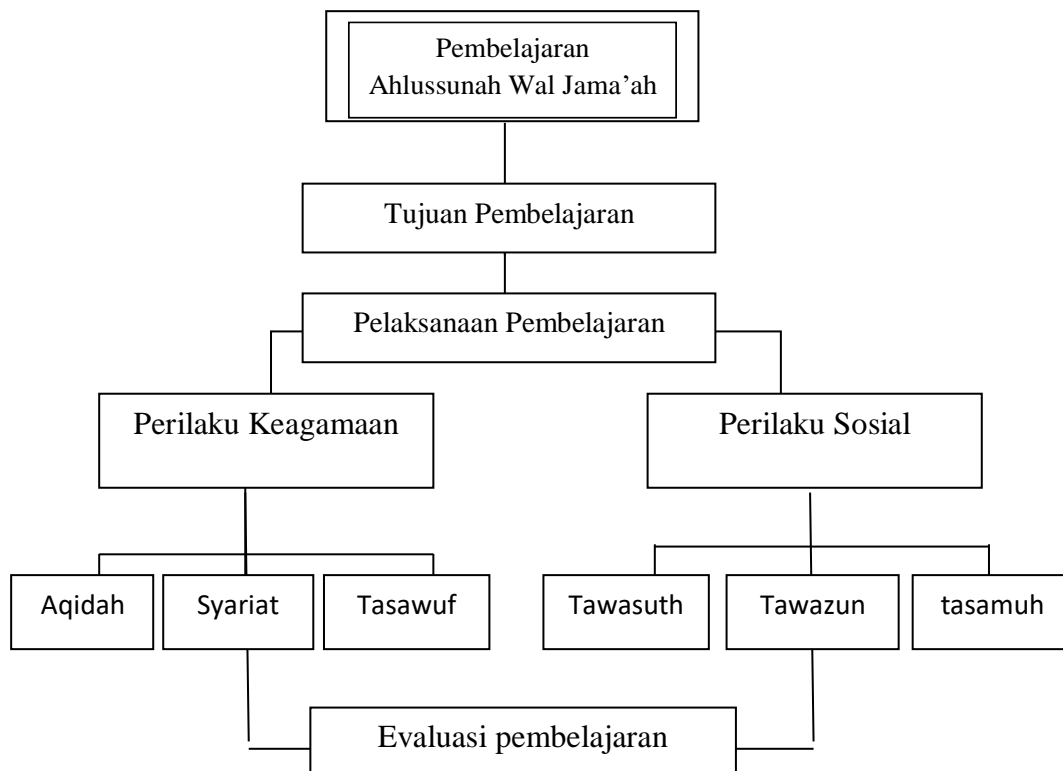 Pembelajaran
Ahlussunah Wal Jama’ah
Tujuan Pembelajaran
Pelaksanaan Pembelajaran
Perilaku Keagamaan
Perilaku Sosial
Aqidah
Syariat
Tasawuf
Tawasuth
Tawazun
tasamuh
Evaluasi pembelajaran